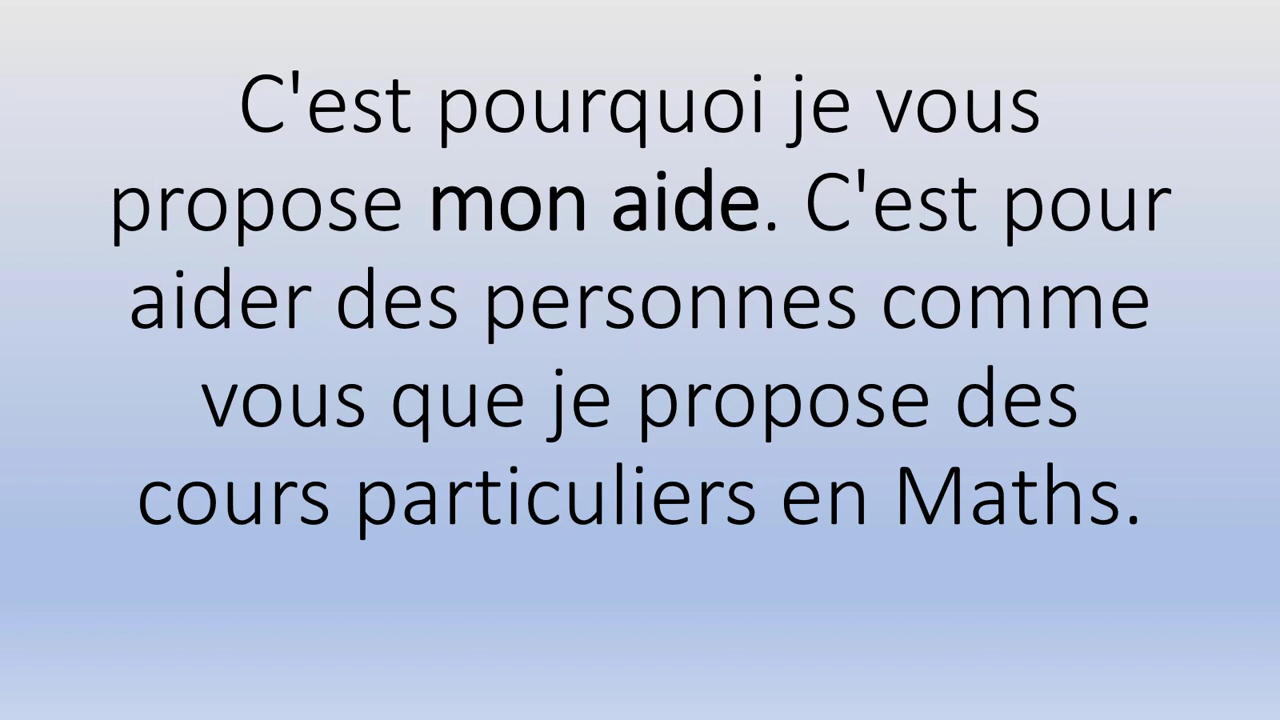 C'est pourquoi je vous
propose mon aide. C'est pour
aider des personnes comme
vous que je propose des
cours particuliers en Maths.